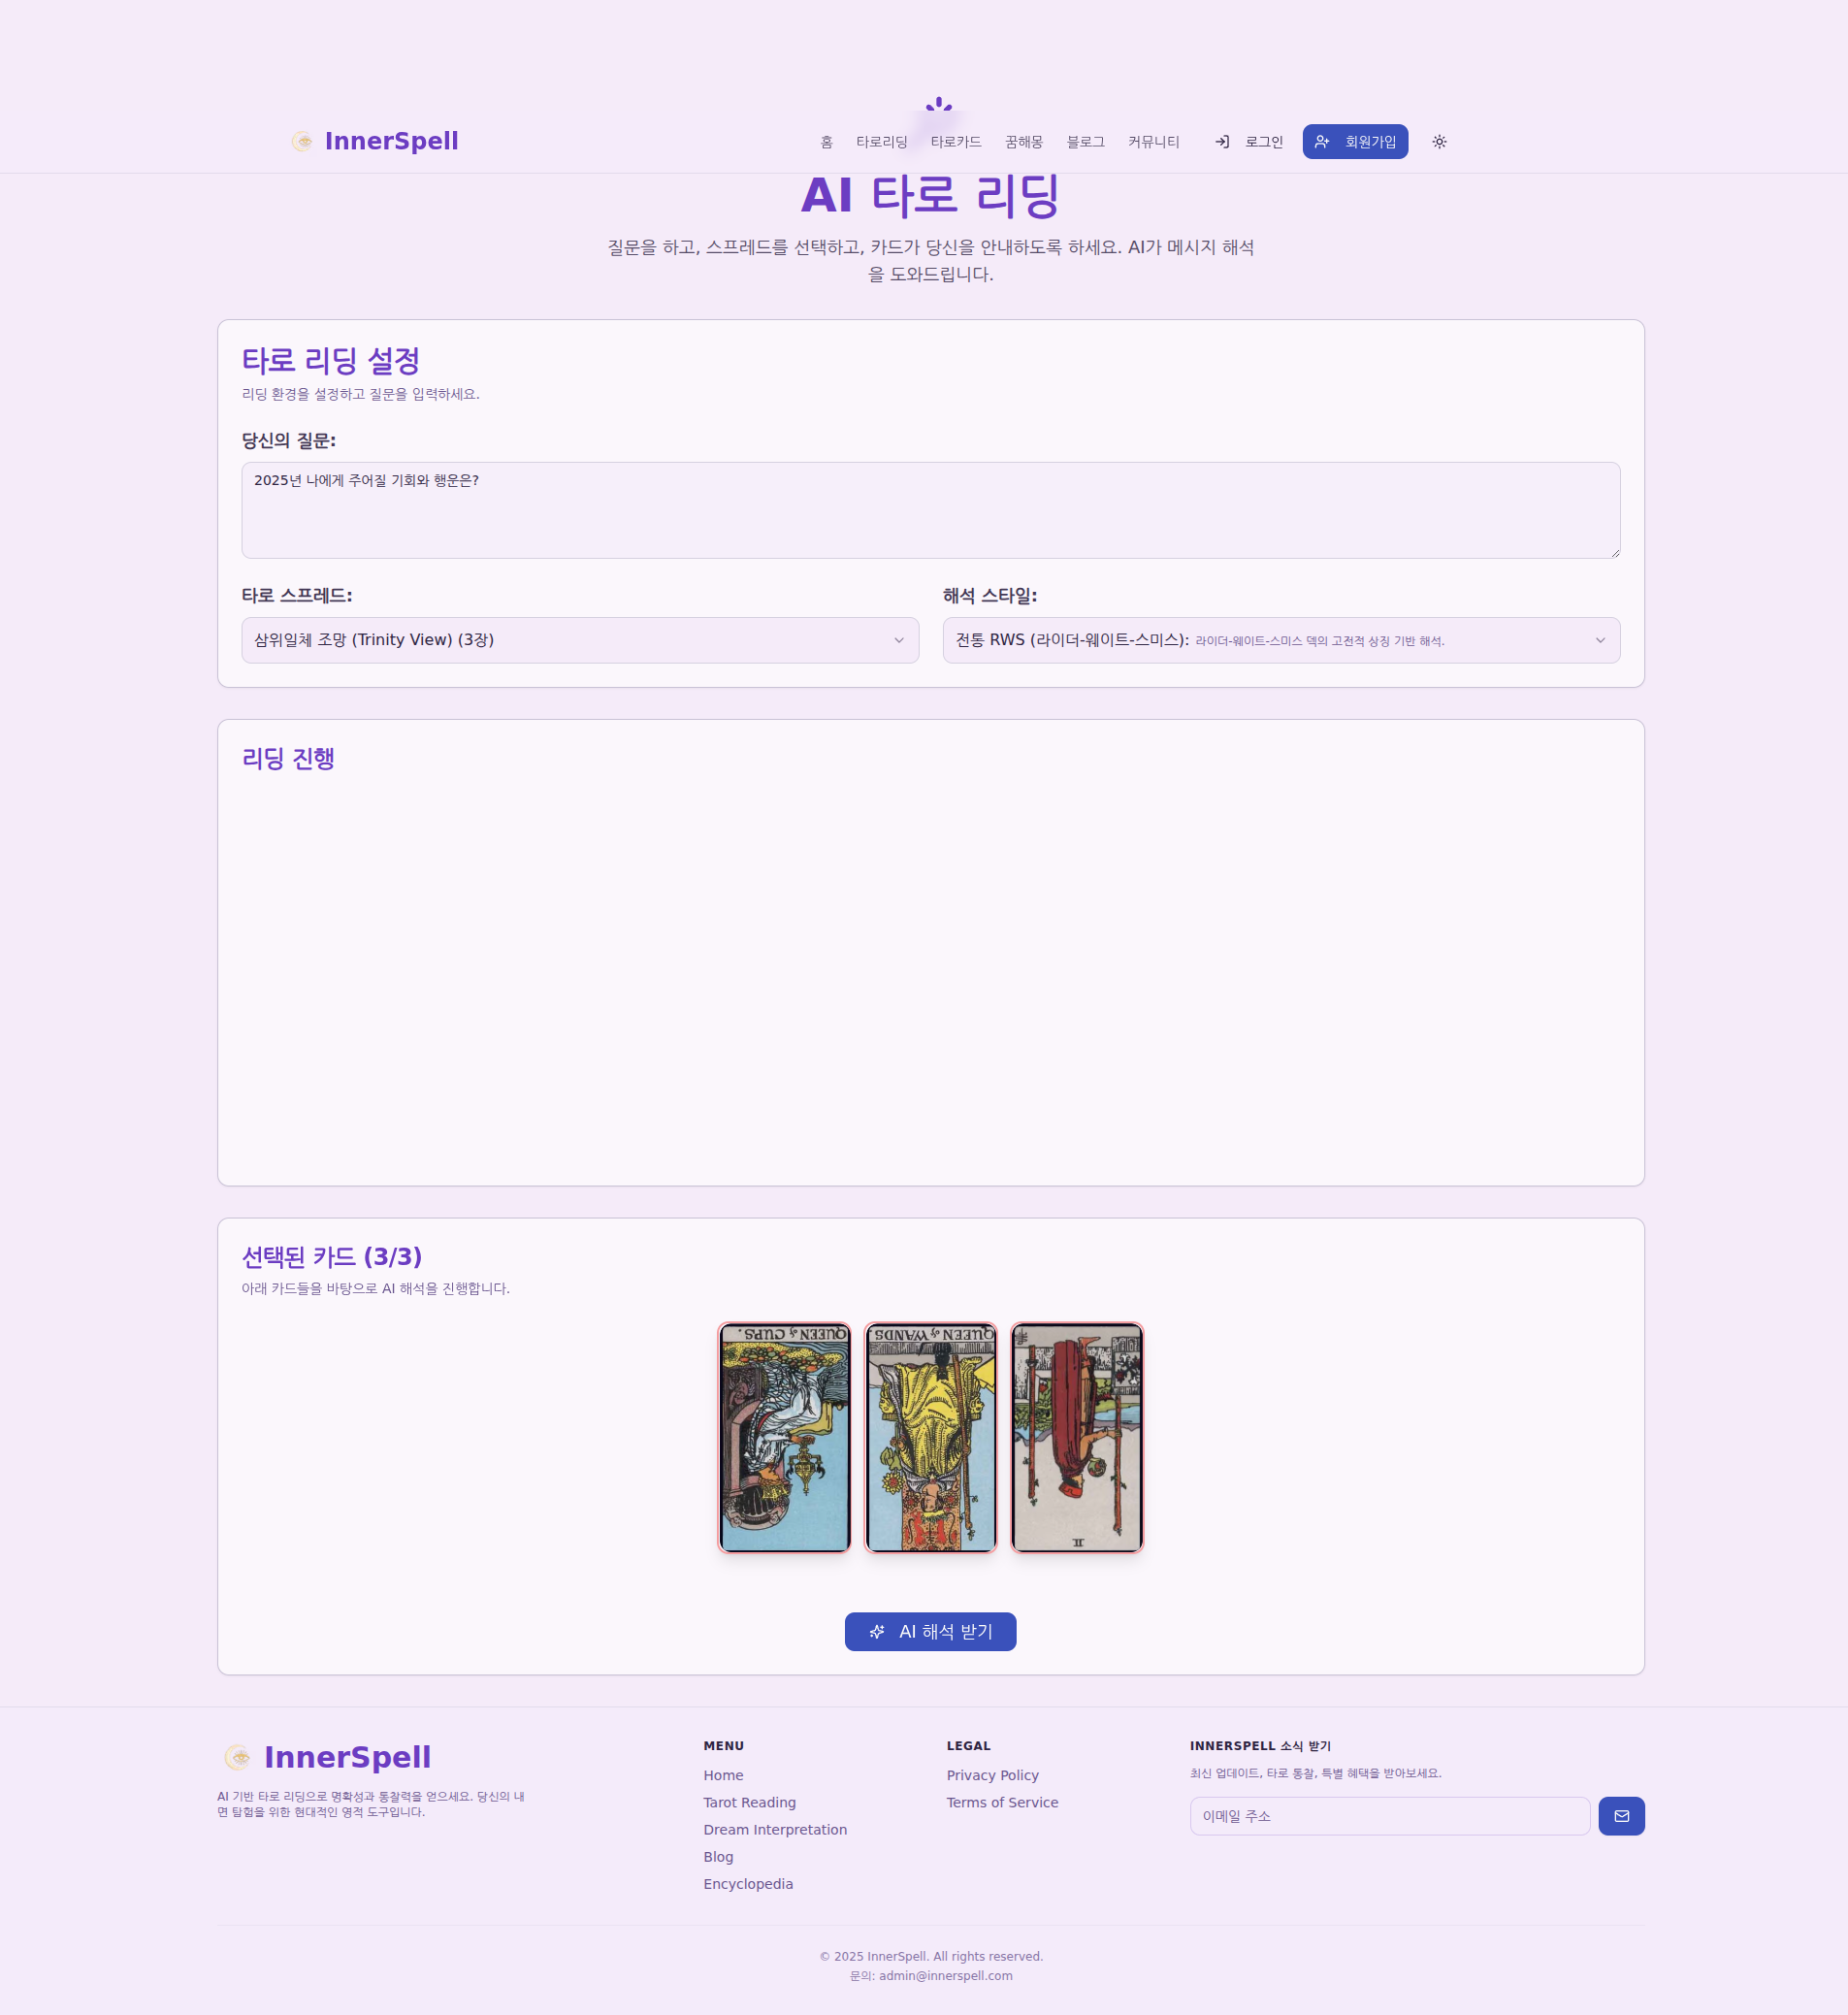 InnerSpell
홈
타로리딩
타로카드
꿈해몽
블로그
커뮤니티
로그인
회원가입
AI 타로 리딩
질문을 하고, 스프레드를 선택하고, 카드가 당신을 안내하도록 하세요. AI가 메시지 해석
을 도와드립니다.
타로 리딩 설정
리딩 환경을 설정하고 질문을 입력하세요.
당신의 질문:
2025년 나에게 주어질 기회와 행운은?
타로 스프레드:
삼위일체 조망 (Trinity View) (3장)
해석 스타일:
전통 RWS (라이더-웨이트-스미스): 라이더-웨이트-스미스 덱의 고전적 상징 기반 해석.
리딩 진행
선택된 카드 (3/3)
아래 카드들을 바탕으로 AI 해석을 진행합니다.
QUEEN of CUPS.
QUEEN of WANDS.
II
AI 해석 받기
InnerSpell
AI 기반 타로 리딩으로 명확성과 통찰력을 얻으세요. 당신의 내
면 탐험을 위한 현대적인 영적 도구입니다.
MENU
Home
Tarot Reading
Dream Interpretation
Blog
Encyclopedia
LEGAL
Privacy Policy
Terms of Service
INNERSPELL 소식 받기
최신 업데이트, 타로 통찰, 특별 혜택을 받아보세요.
이메일 주소
© 2025 InnerSpell. All rights reserved.
문의: admin@innerspell.com